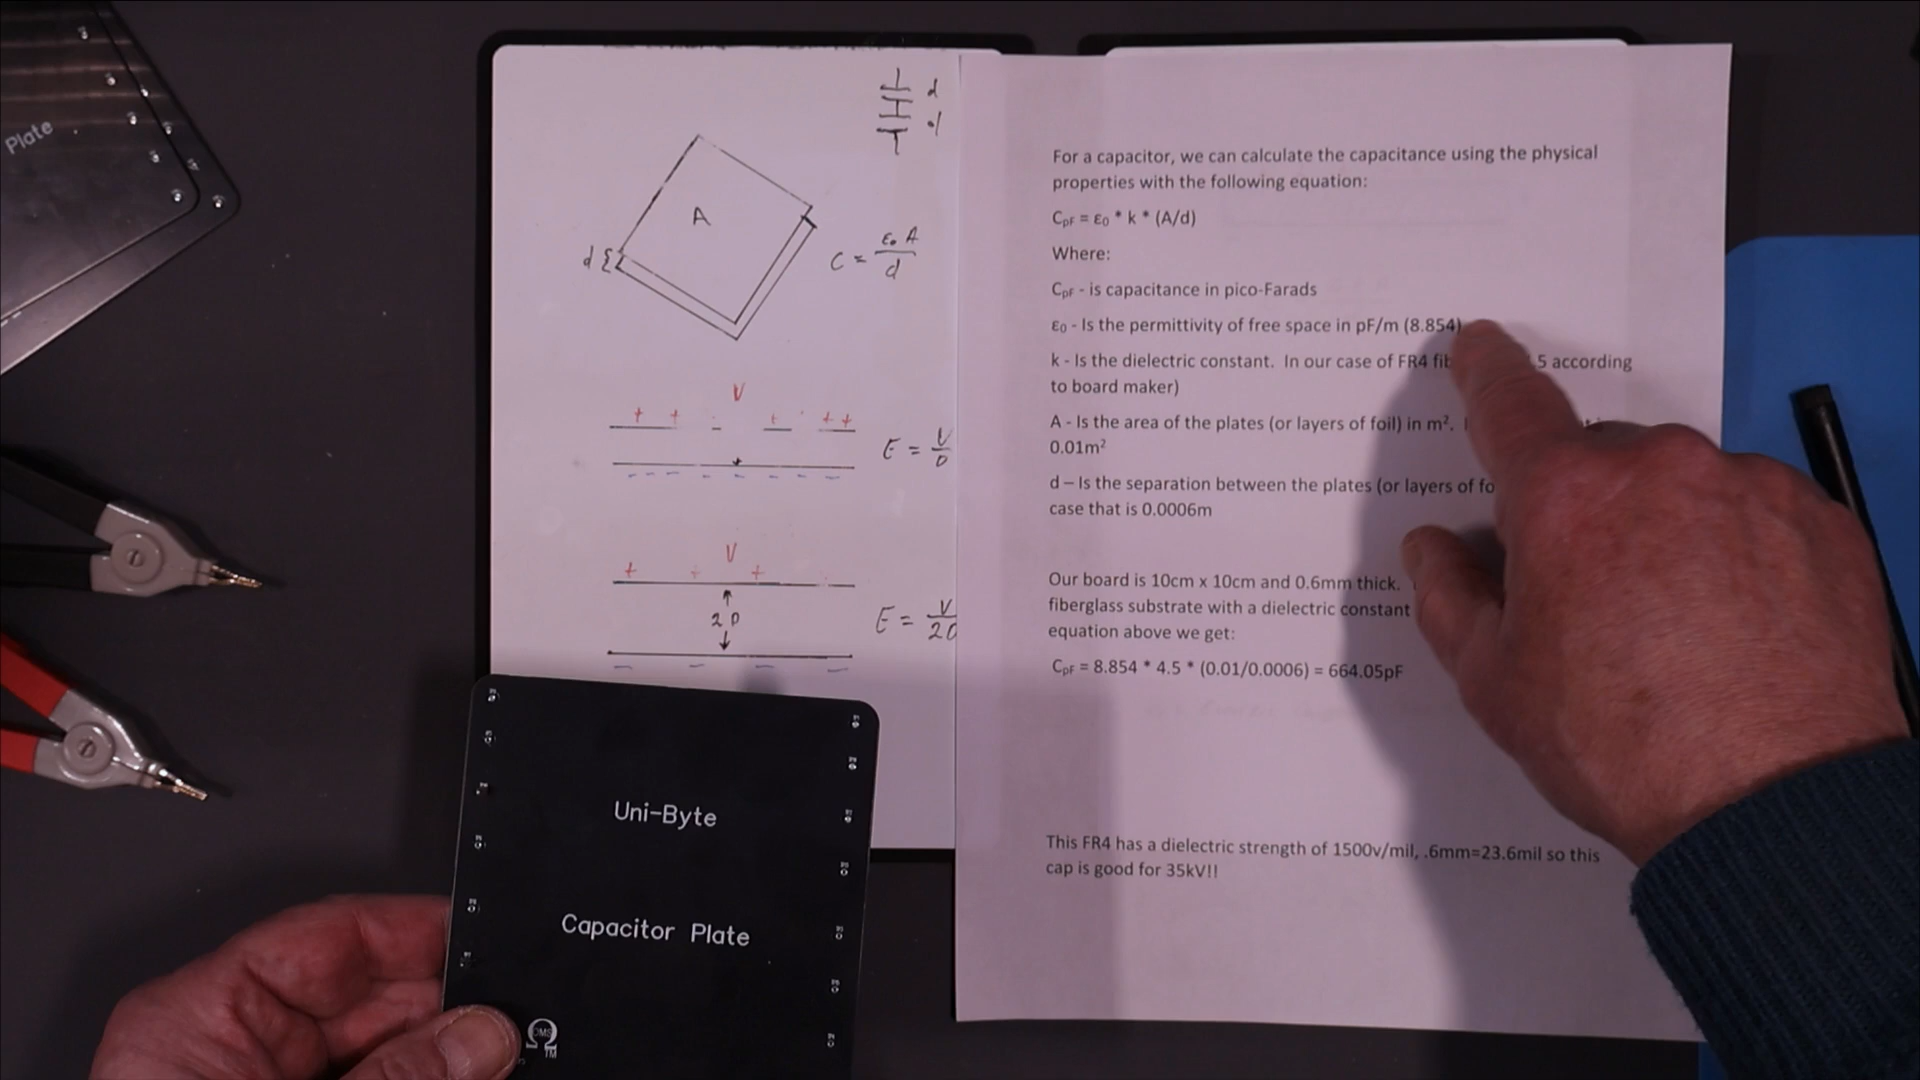 Plate
d
d
A
d
C = ε₀ A / d
V
+ + - + + +
E = V / D
- - - - - - -
V
+ + +
2D
E = V / 2D
- - - -
For a capacitor, we can calculate the capacitance using the physical
properties with the following equation:
CpF = ε0 * k * (A/d)
Where:
CpF - is capacitance in pico-Farads
ε0 - Is the permittivity of free space in pF/m (8.854)
k - Is the dielectric constant. In our case of FR4 .5 according
to board maker)
A - Is the area of the plates (or layers of foil) in m².
0.01m²
d – Is the separation between the plates (or layers of
case that is 0.0006m
Our board is 10cm x 10cm and 0.6mm thick.
fiberglass substrate with a dielectric constant
equation above we get:
CpF = 8.854 * 4.5 * (0.01/0.0006) = 664.05pF
This FR4 has a dielectric strength of 1500v/mil, .6mm=23.6mil so this
cap is good for 35kV!!
Uni-Byte
Capacitor Plate
Ω
TM